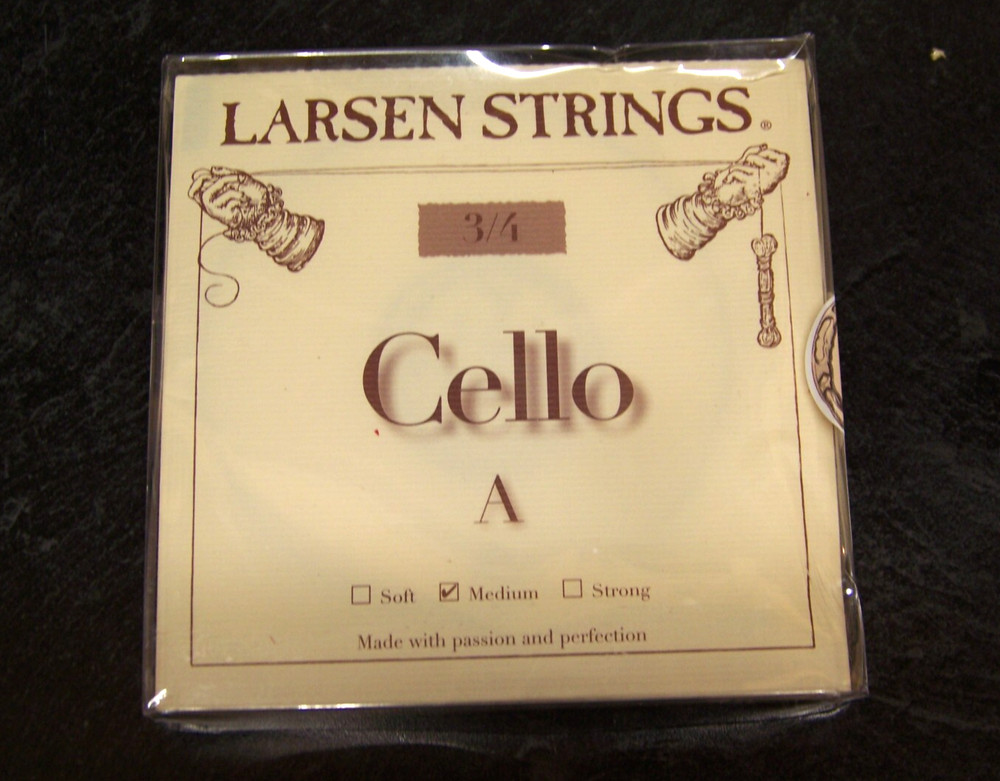 LARSEN STRINGS®
3/4
Cello
A
☐ Soft ☑ Medium ☐ Strong
Made with passion and perfection